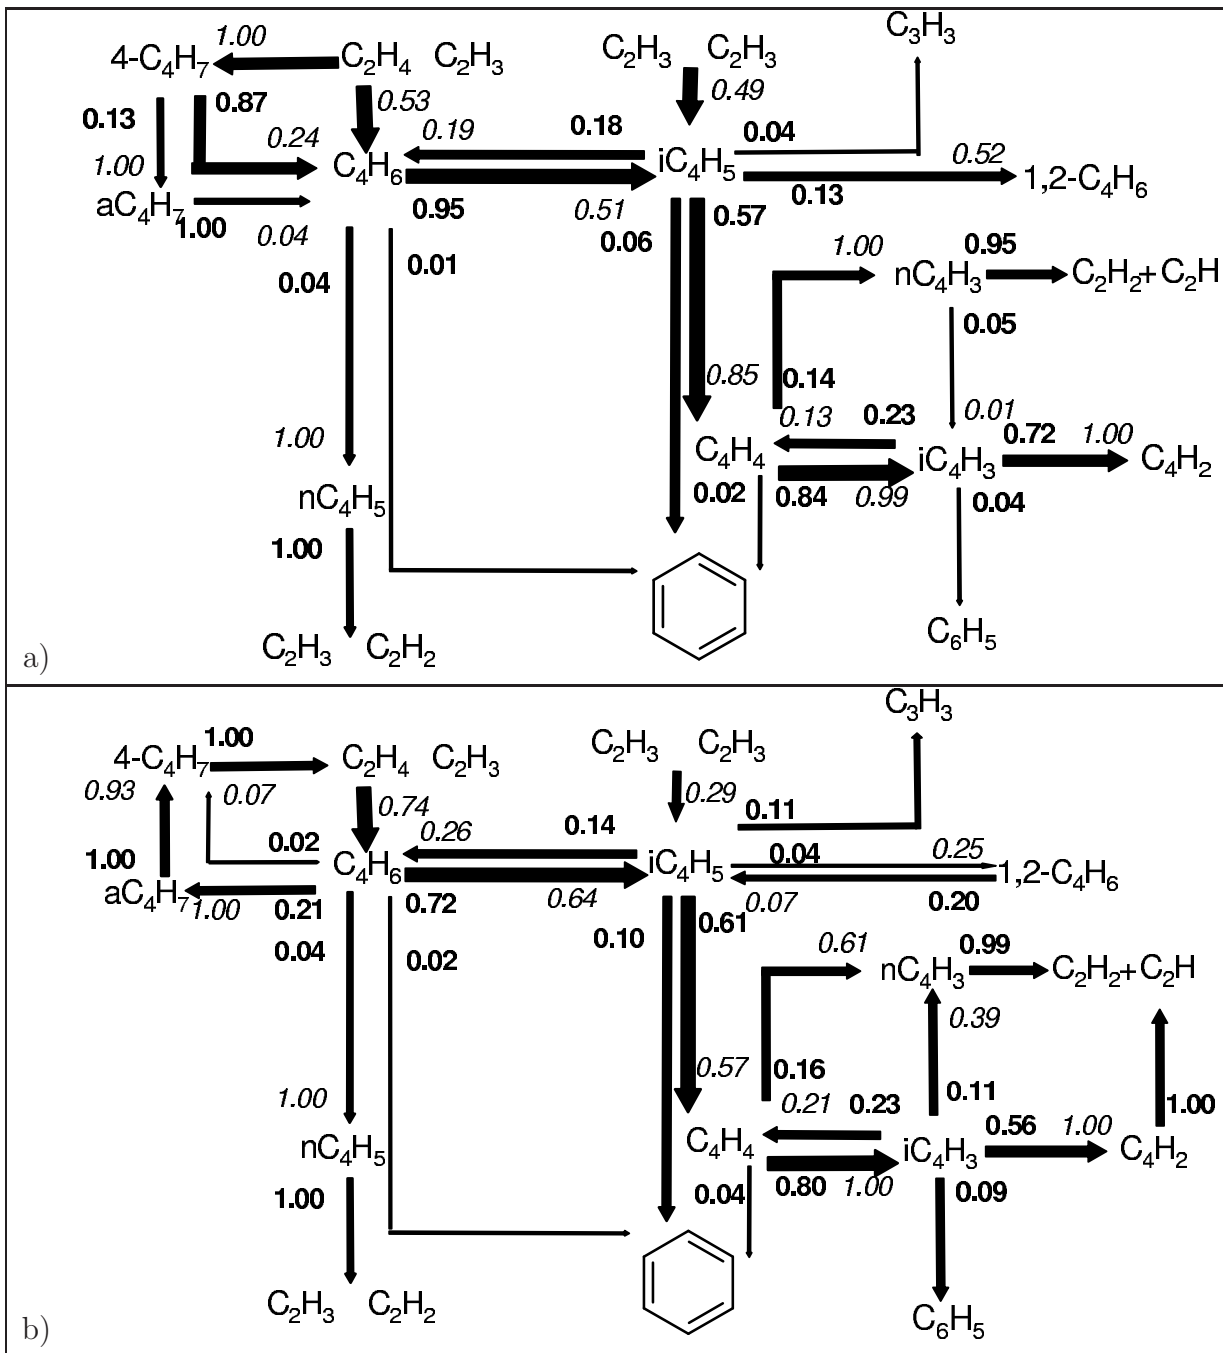 C3H3
1.00
4-C4H7 C2H4 C2H3 C2H3 C2H3
0.13 0.87 0.53 0.49
0.24 0.19 0.18 0.04 0.52
1.00 C4H6 iC4H5 0.13 1,2-C4H6
aC4H7 1.00 0.04 0.95 0.51 0.06 0.57
0.04 0.01 1.00 0.95
nC4H3 C2H2+ C2H
0.05
0.85 0.14
1.00 0.13 0.23 0.01 0.72 1.00
C4H4 iC4H3 C4H2
nC4H5 0.02 0.84 0.99 0.04
1.00
C2H3 C2H2 C6H5
a)
C3H3
4-C4H7 1.00 C2H4 C2H3 C2H3 C2H3
0.93 0.07 0.74 0.29 0.11
0.02 0.26 0.14 0.04 0.25
1.00 C4H6 iC4H5 1,2-C4H6
aC4H7 1.00 0.21 0.72 0.64 0.61 0.07 0.20
0.04 0.02 0.10 0.61 0.99
nC4H3 C2H2+ C2H
0.39
0.57 0.16
1.00 0.21 0.23 0.11 0.56 1.00 1.00
nC4H5 C4H4 iC4H3 C4H2
1.00 0.04 0.80 1.00 0.09
C2H3 C2H2 C6H5
b)